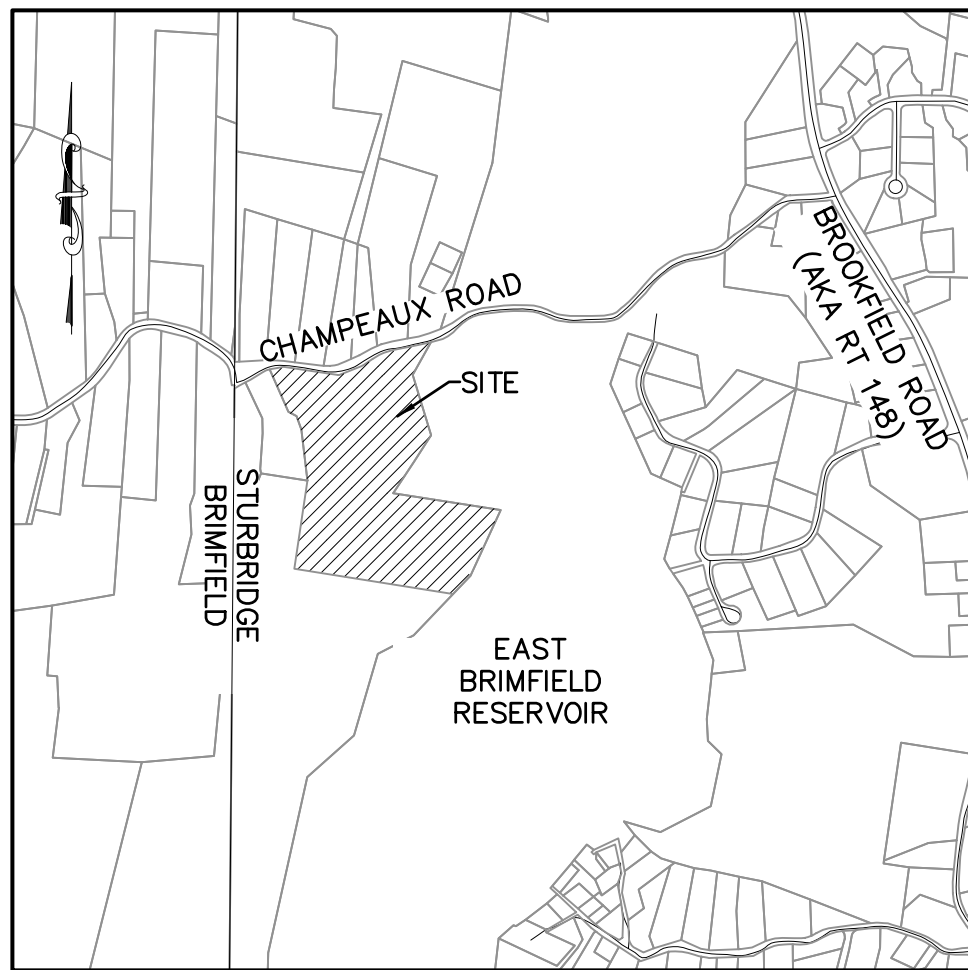 CHAMPEAUX ROAD
BROOKFIELD ROAD
(AKA RT 148)
SITE
STURBRIDGE
BRIMFIELD
EAST
BRIMFIELD
RESERVOIR